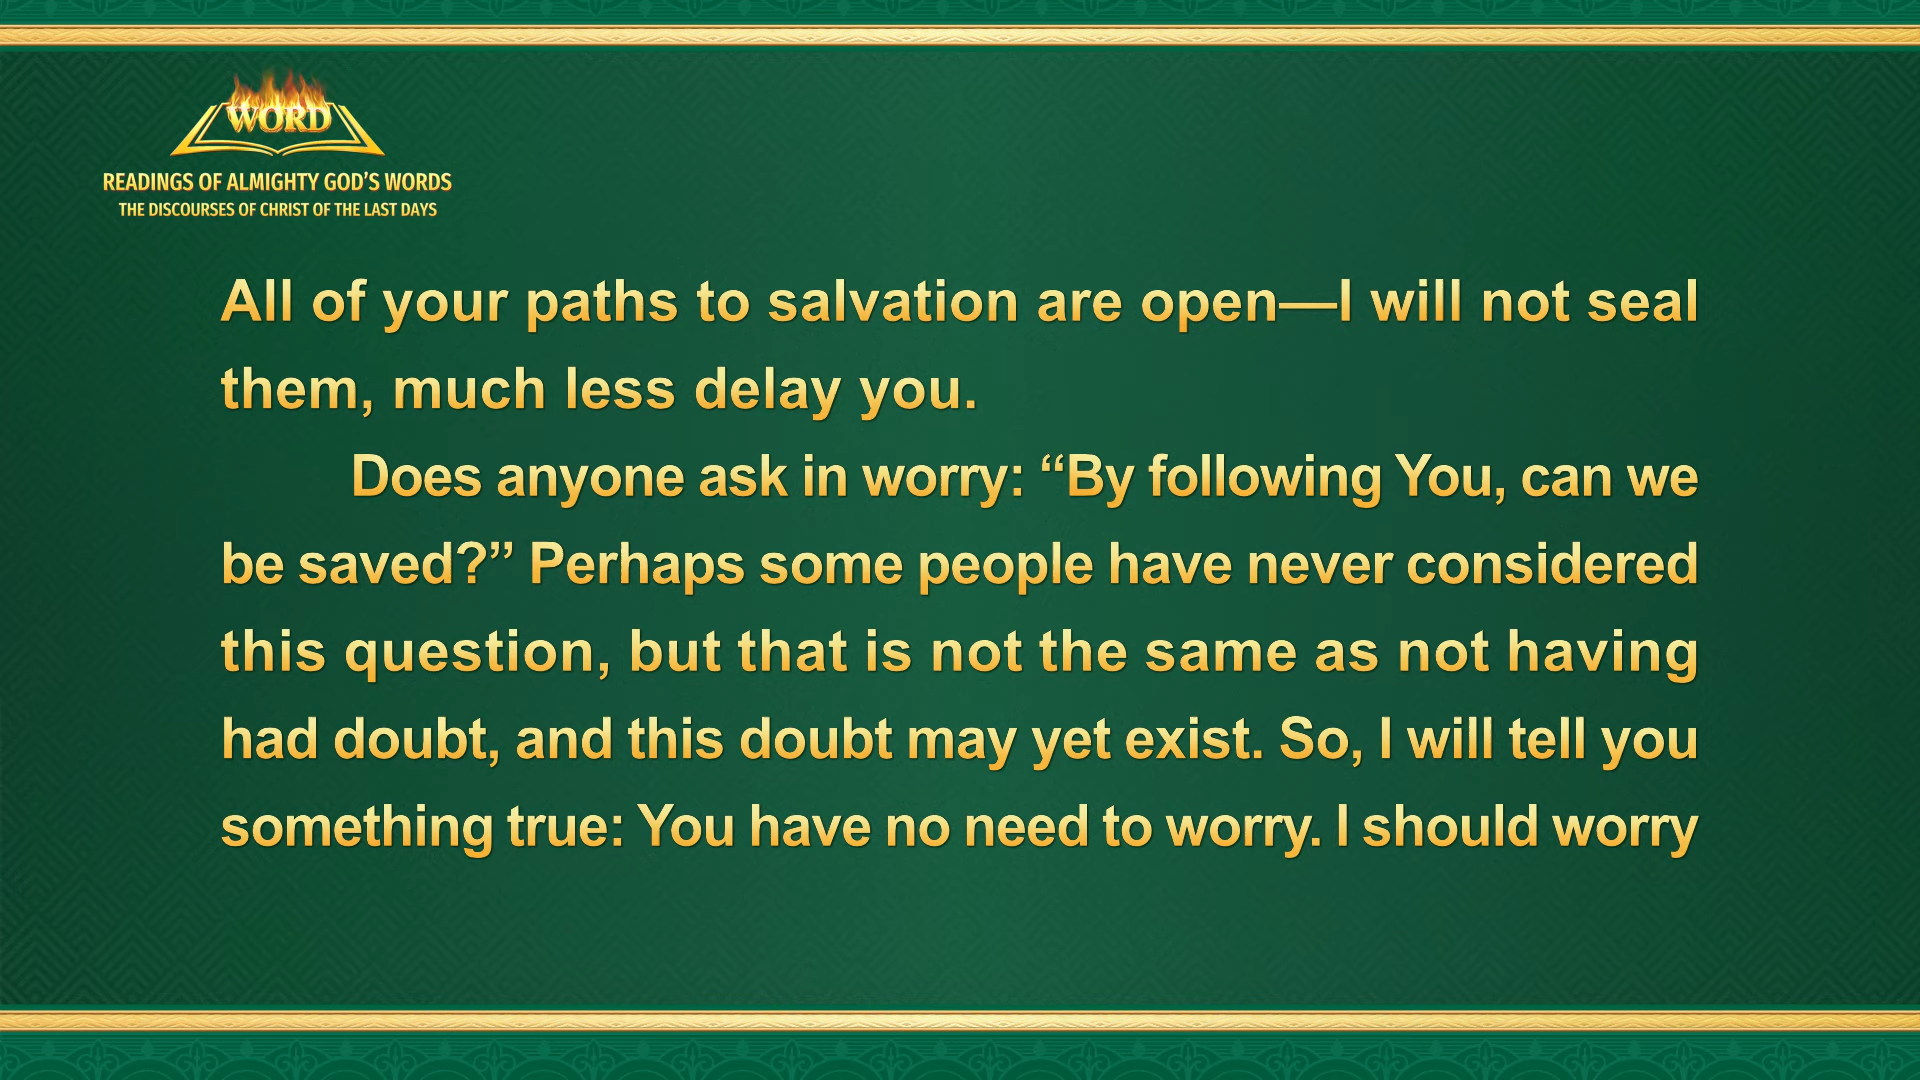 WORD
READINGS OF ALMIGHTY GOD'S WORDS
THE DISCOURSES OF CHRIST OF THE LAST DAYS
All of your paths to salvation are open—I will not seal
them, much less delay you.
Does anyone ask in worry: “By following You, can we
be saved?” Perhaps some people have never considered
this question, but that is not the same as not having
had doubt, and this doubt may yet exist. So, I will tell you
something true: You have no need to worry. I should worry